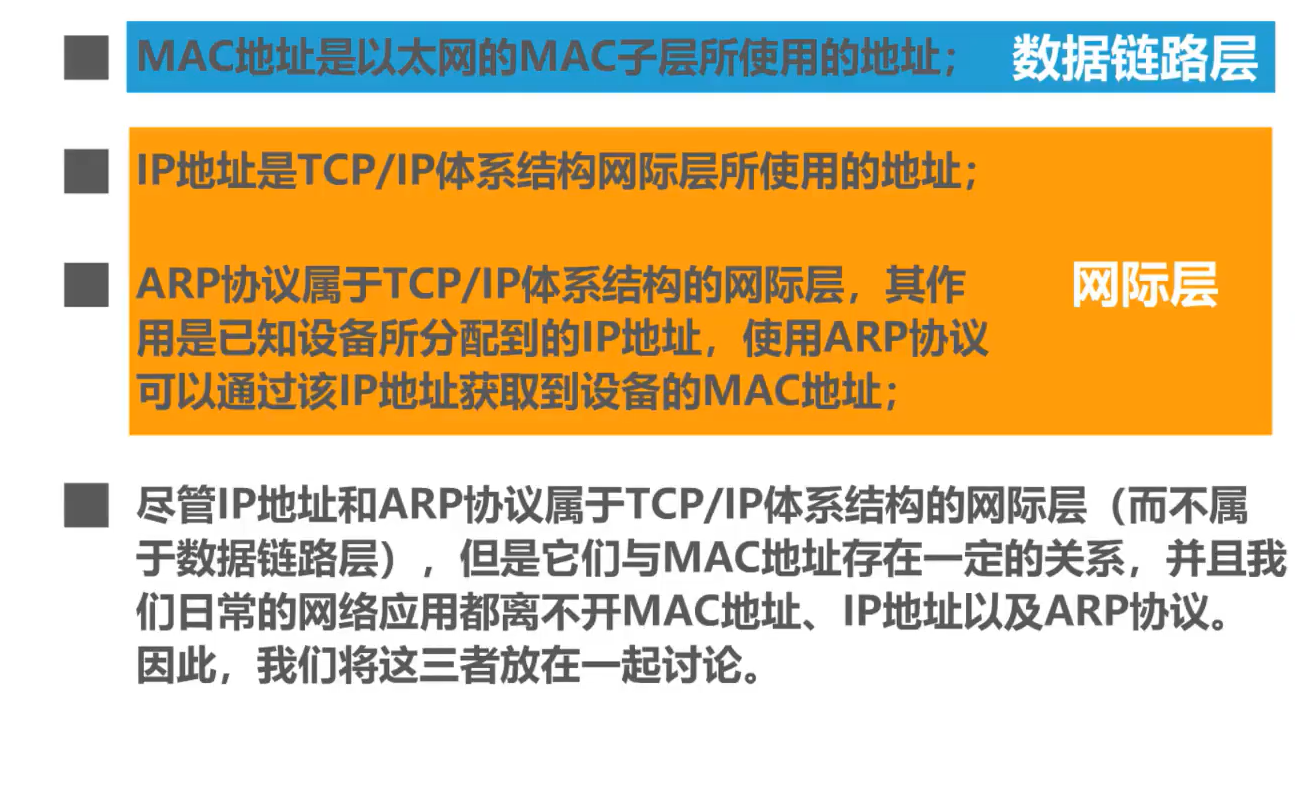 MAC地址是以太网的MAC子层所使用的地址； 数据链路层
IP地址是TCP/IP体系结构网际层所使用的地址；
ARP协议属于TCP/IP体系结构的网际层，其作 网际层
用是已知设备所分配到的IP地址，使用ARP协议
可以通过该IP地址获取到设备的MAC地址；
尽管IP地址和ARP协议属于TCP/IP体系结构的网际层（而不属
于数据链路层），但是它们与MAC地址存在一定的关系，并且我
们日常的网络应用都离不开MAC地址、IP地址以及ARP协议。
因此，我们将这三者放在一起讨论。